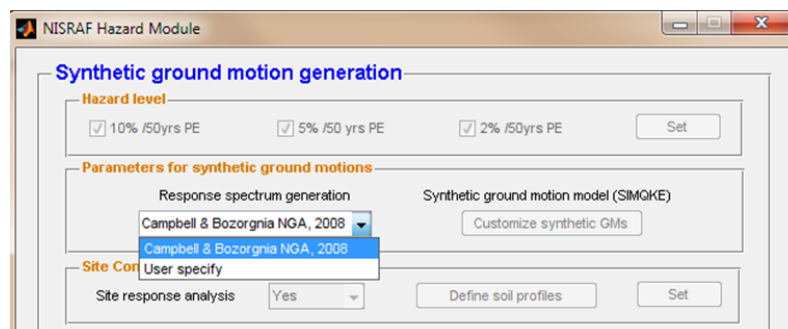 NISRAF Hazard Module
Synthetic ground motion generation
Hazard level
10% /50yrs PE 5% /50 yrs PE 2% /50yrs PE Set
Parameters for synthetic ground motions
Response spectrum generation Synthetic ground motion model (SIMQKE)
Campbell & Bozorgnia NGA, 2008 Customize synthetic GMs
Campbell & Bozorgnia NGA, 2008
User specify
Site Con
Site response analysis Yes Define soil profiles Set